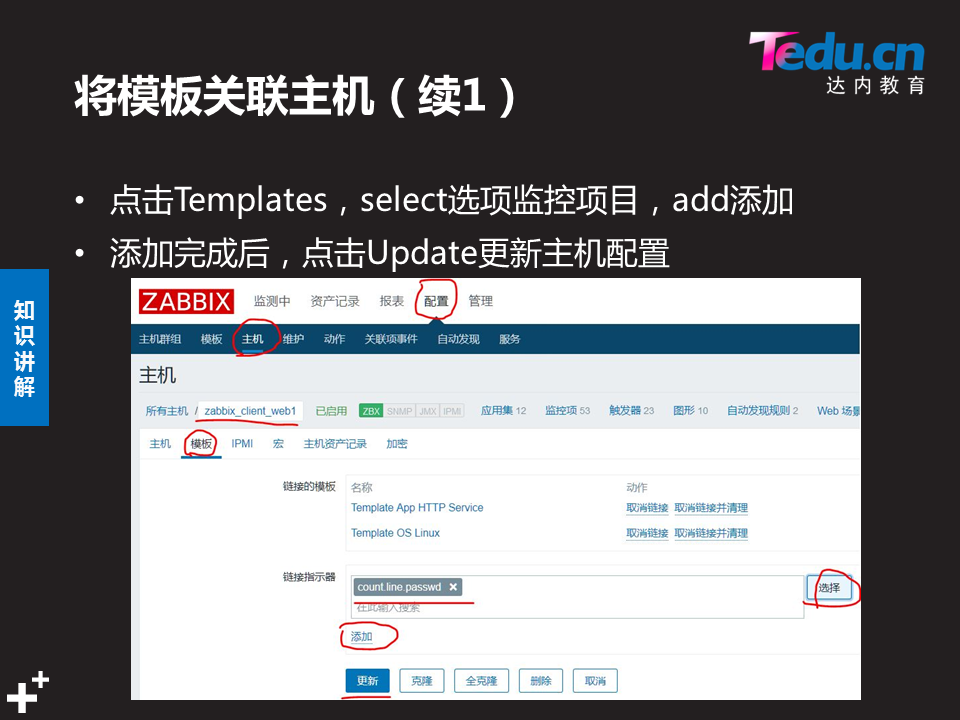 Tedu.cn
达内教育
将模板关联主机（续1）
• 点击Templates，select选项监控项目，add添加
• 添加完成后，点击Update更新主机配置
知识讲解
ZABBIX 监测中 资产记录 报表 配置 管理
主机群组 模板 主机 维护 动作 关联项事件 自动发现 服务
主机
所有主机 / zabbix_client_web1 已启用 ZBX SNMP JMX IPMI 应用集 12 监控项 53 触发器 23 图形 10 自动发现规则 2 Web 场景
主机 模板 IPMI 宏 主机资产记录 加密
链接的模板 名称 动作
Template App HTTP Service 取消链接 取消链接并清理
Template OS Linux 取消链接 取消链接并清理
链接指示器 count.line.passwd × 选择
在此输入搜索
添加
更新 克隆 全克隆 删除 取消